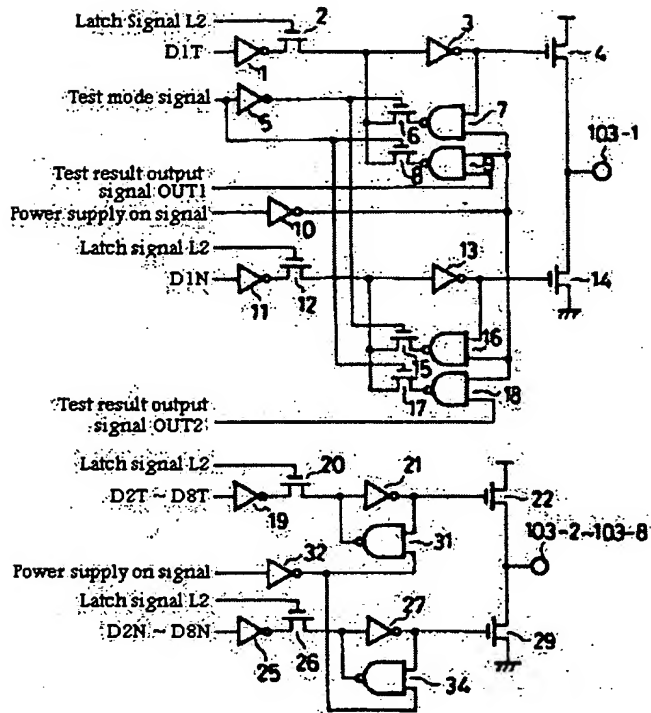 Latch Signal L2
2
3
D1T
1
4
Test mode signal
5
6
7
103-1
8
9
Test result output
signal OUT1
Power supply on signal
10
Latch signal L2
13
D1N
11
12
14
15
16
17
18
Test result output
signal OUT2
Latch signal L2
20
21
D2T ~ D8T
19
22
31
103-2~103-8
32
Power supply on signal
Latch signal L2
27
D2N ~ D8N
25
26
29
34